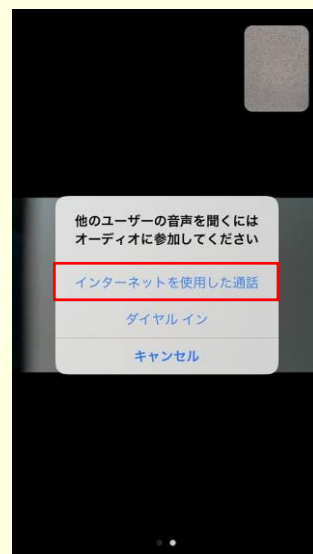 他のユーザーの音声を聞くには
オーディオに参加してください
インターネットを使用した通話
ダイヤル イン
キャンセル